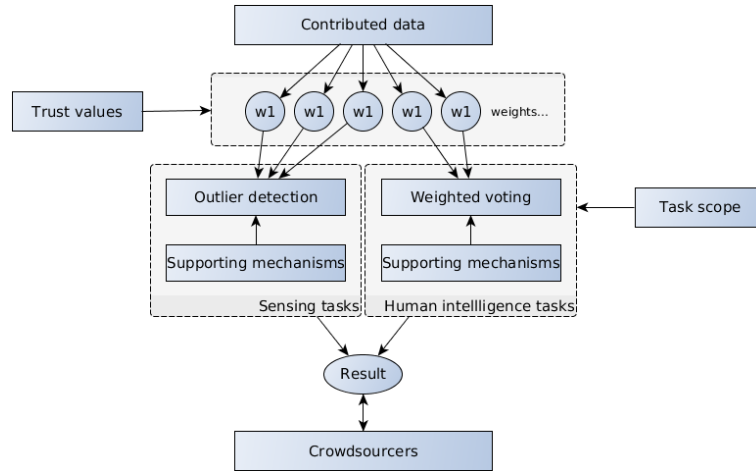 Contributed data
Trust values
w1 w1 w1 w1 w1 weights...
Outlier detection
Weighted voting
Task scope
Supporting mechanisms
Supporting mechanisms
Sensing tasks
Human intellligence tasks
Result
Crowdsourcers